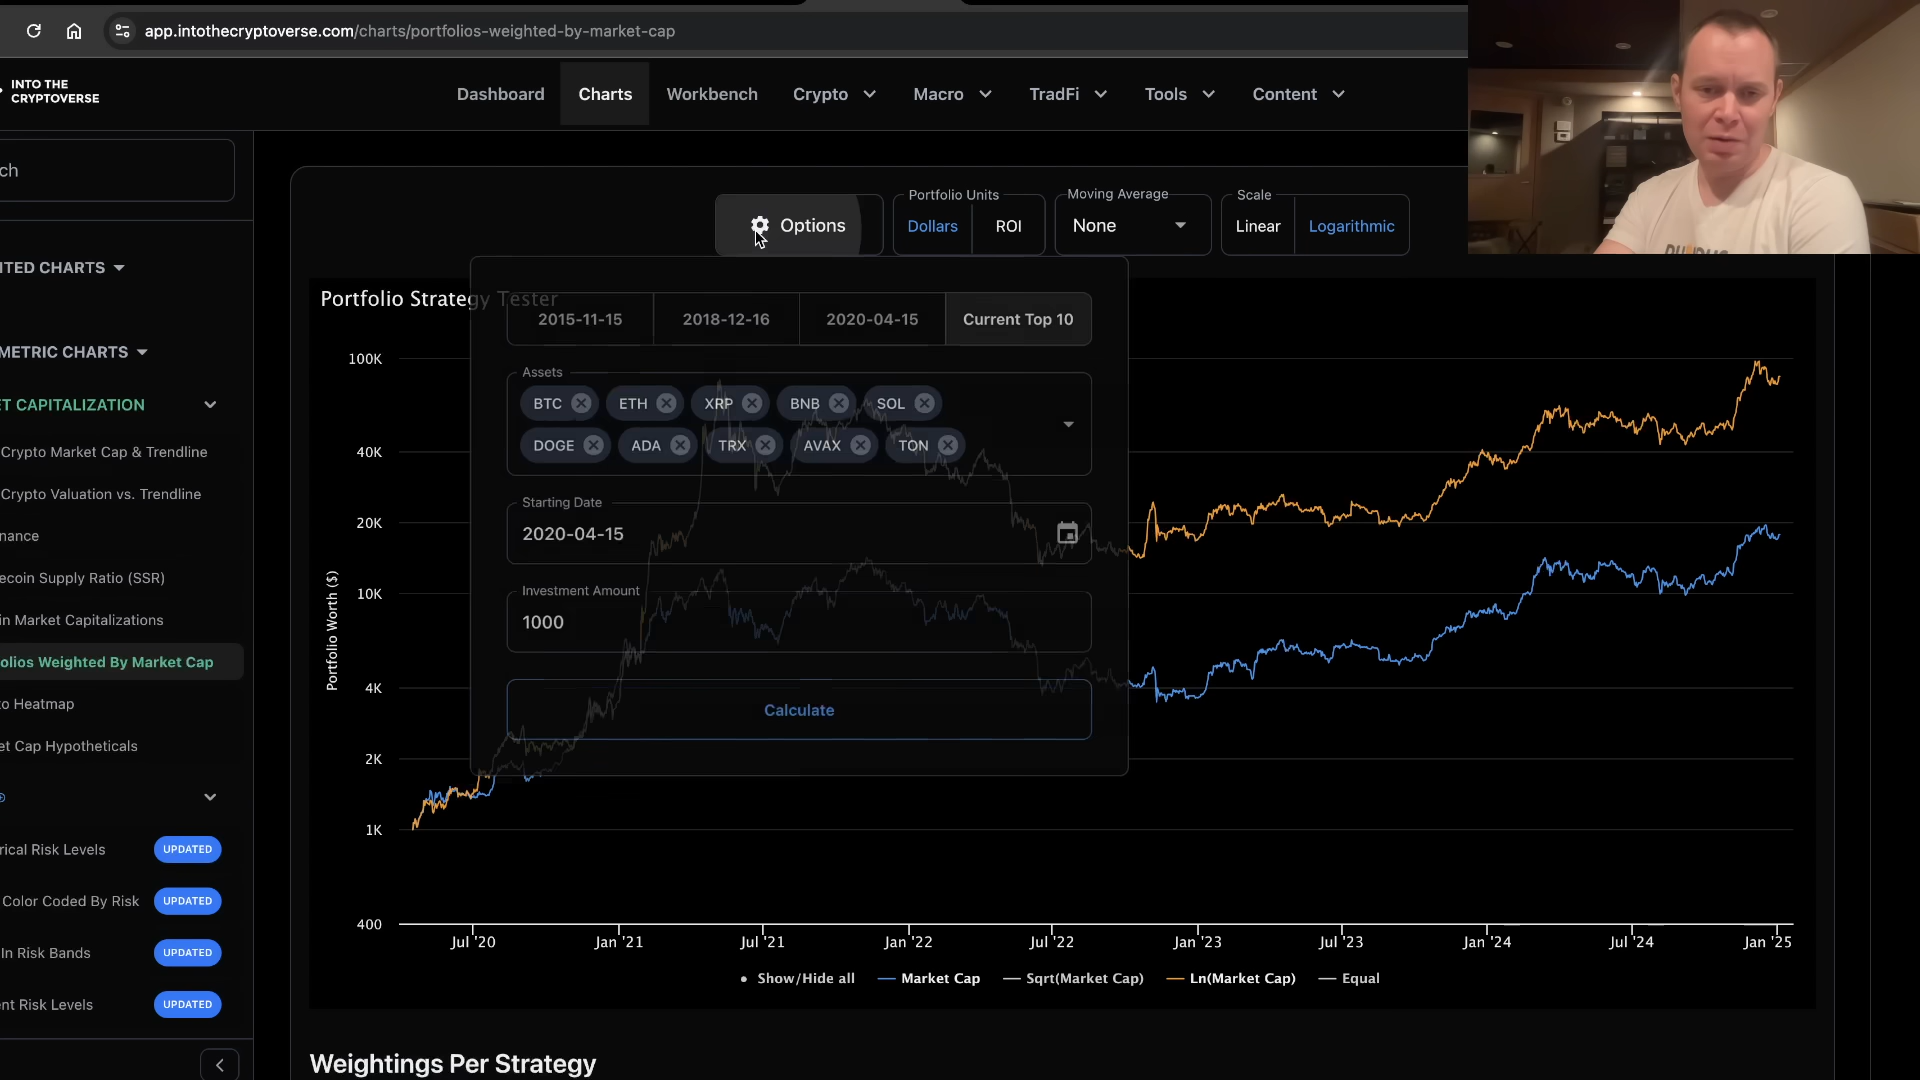 app.intothecryptoverse.com/charts/portfolios-weighted-by-market-cap
INTO THE
CRYPTOVERSE
Dashboard
Charts
Workbench
Crypto
Macro
TradFi
Tools
Content
ch
TED CHARTS
METRIC CHARTS
T CAPITALIZATION
Crypto Market Cap & Trendline
Crypto Valuation vs. Trendline
nance
ecoin Supply Ratio (SSR)
in Market Capitalizations
olios Weighted By Market Cap
o Heatmap
et Cap Hypotheticals
rical Risk Levels
UPDATED
Color Coded By Risk
UPDATED
In Risk Bands
UPDATED
nt Risk Levels
UPDATED
Options
Portfolio Units
Dollars
ROI
Moving Average
None
Scale
Linear
Logarithmic
Portfolio Strategy Tester
2015-11-15
2018-12-16
2020-04-15
Current Top 10
Assets
BTC
ETH
XRP
BNB
SOL
DOGE
ADA
TRX
AVAX
TON
Starting Date
2020-04-15
Investment Amount
1000
Calculate
Portfolio Worth ($)
100K
40K
20K
10K
4K
2K
1K
400
Jul '20
Jan '21
Jul '21
Jan '22
Jul '22
Jan '23
Jul '23
Jan '24
Jul '24
Jan '25
Show/Hide all
Market Cap
Sqrt(Market Cap)
Ln(Market Cap)
Equal
Weightings Per Strategy